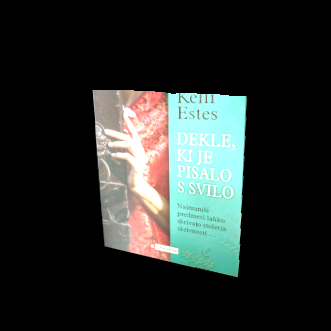 Kelli
Estes
DEKLE,
KI JE
PISALO
S SVILO
Najmanjši
predmeti lahko
skrivajo stoletja
skrivnosti ...